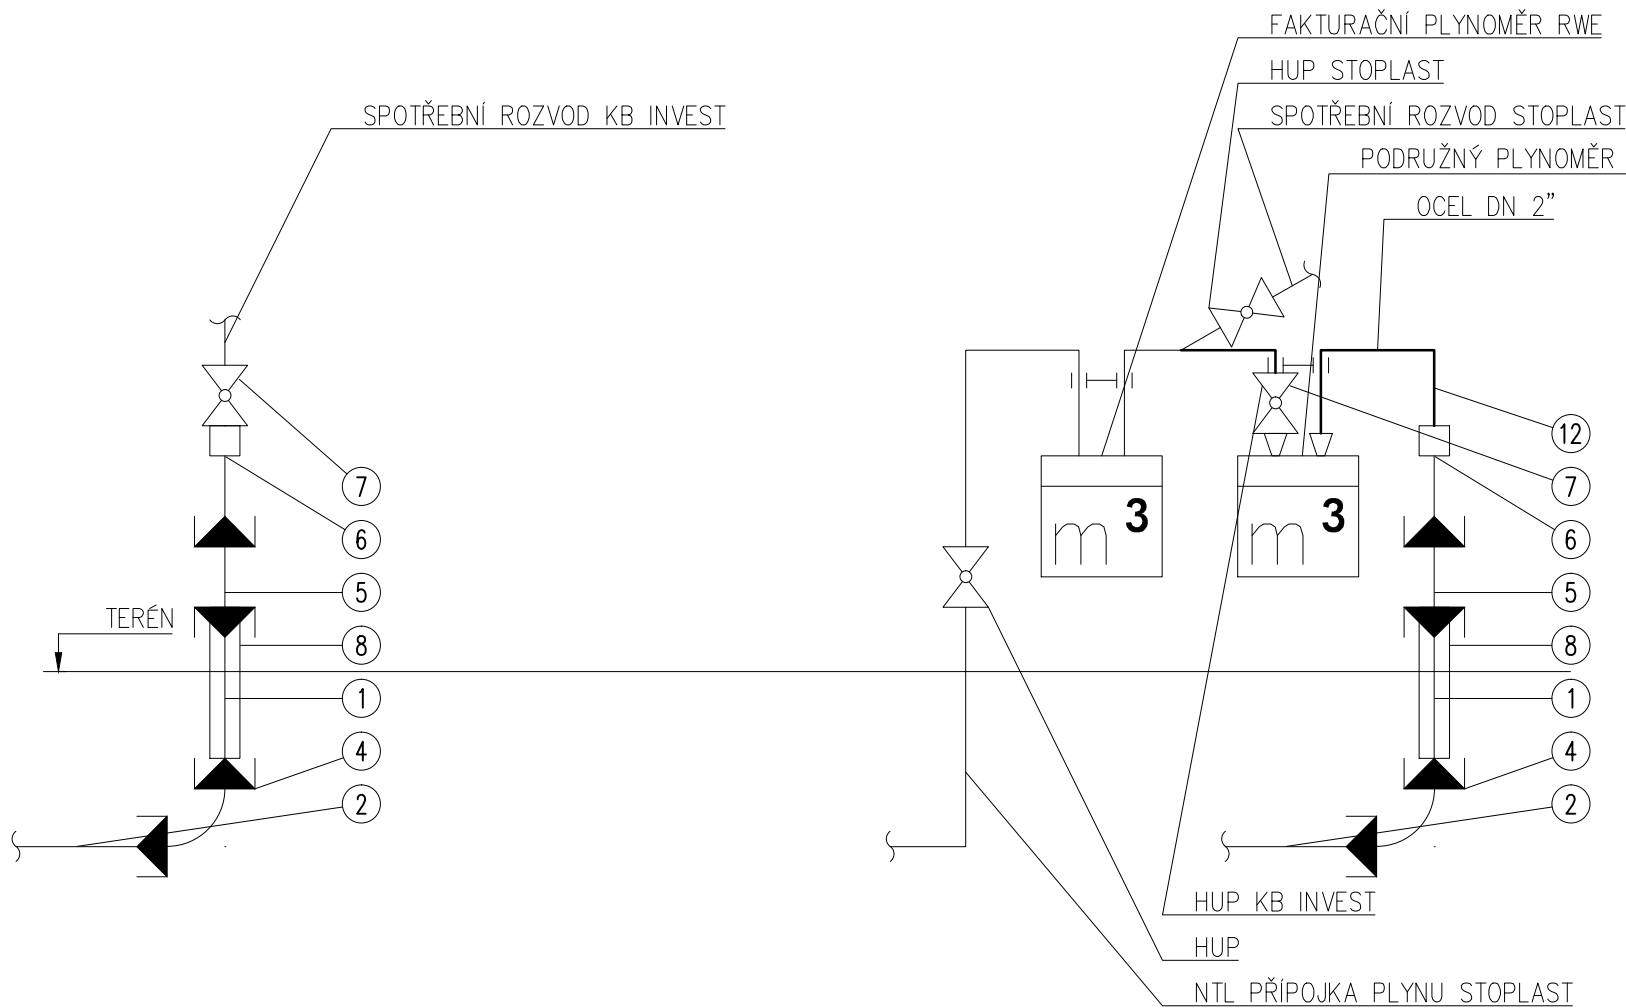 FAKTURAČNÍ PLYNOMĚR RWE
HUP STOPLAST
SPOTŘEBNÍ ROZVOD KB INVEST
SPOTŘEBNÍ ROZVOD STOPLAST
PODRUŽNÝ PLYNOMĚR
OCEL DN 2"
12
7
7
m 3
m 3
6
6
5
5
TERÉN
8
8
1
1
4
4
2
2
HUP KB INVEST
HUP
NTL PŘÍPOJKA PLYNU STOPLAST